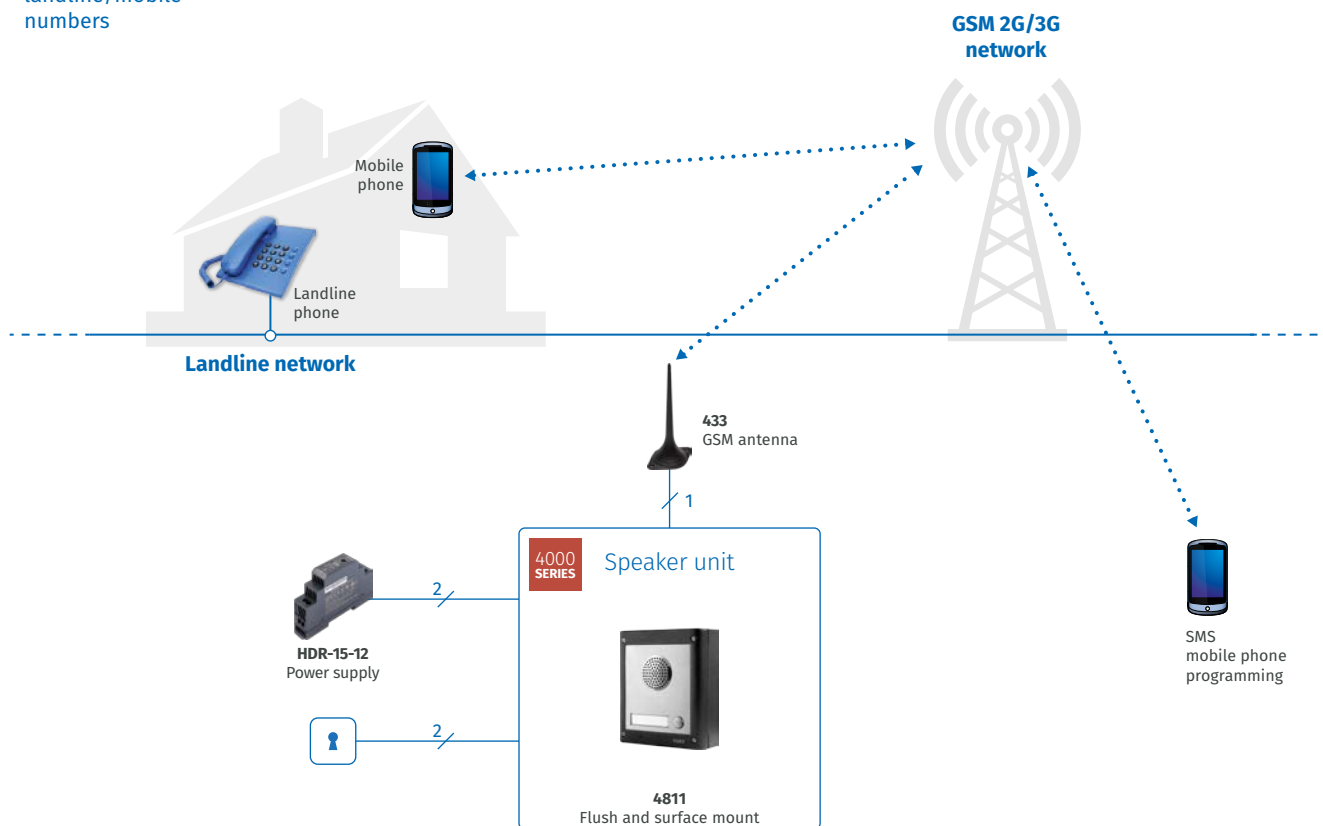 numbers
GSM 2G/3G
network
Mobile
phone
Landline
phone
Landline network
433
GSM antenna
1
4000
SERIES
Speaker unit
2
HDR-15-12
Power supply
2
4811
Flush and surface mount
SMS
mobile phone
programming